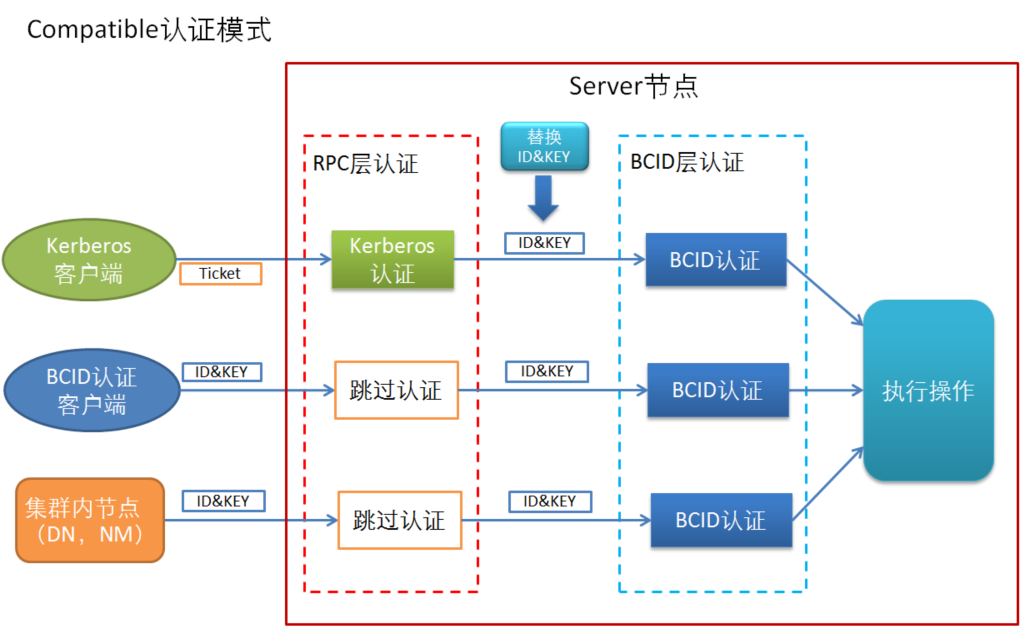 Compatible认证模式
Server节点
替换
ID&KEY
RPC层认证
BCID层认证
Kerberos
客户端
Ticket
Kerberos
认证
ID&KEY
BCID认证
BCID认证
客户端
ID&KEY
跳过认证
ID&KEY
BCID认证
执行操作
集群内节点
（DN，NM）
ID&KEY
跳过认证
ID&KEY
BCID认证